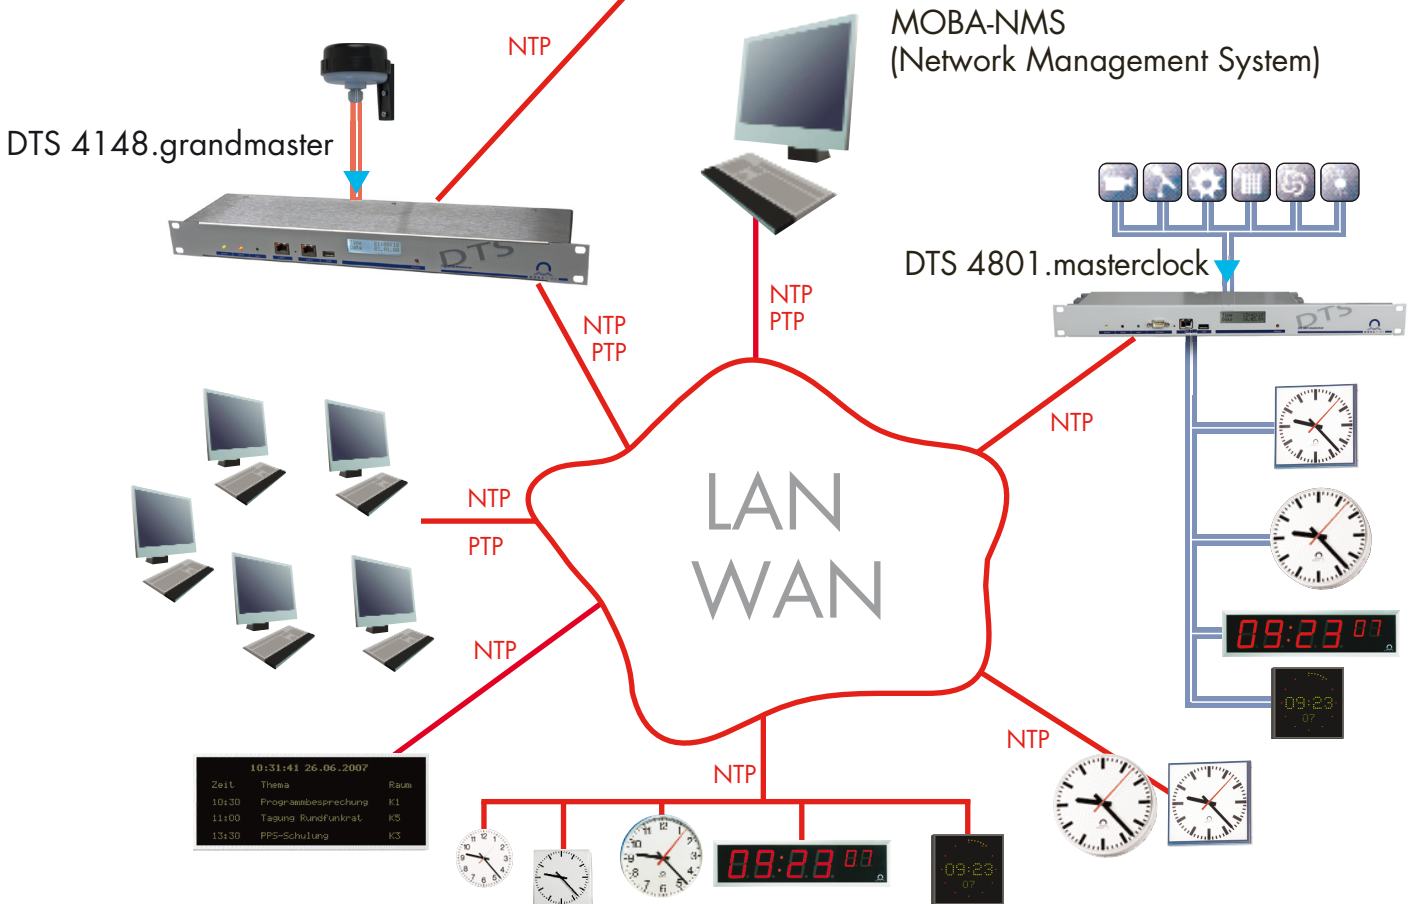 NTP
MOBA-NMS
(Network Management System)
DTS 4148.grandmaster
DTS
DTS 4801.masterclock
DTS
NTP
PTP
NTP
PTP
NTP
LAN
WAN
NTP
PTP
NTP
09:23 07
09:23
07
NTP
NTP
10:31:41 26.06.2007
Zeit Thema Raum
10:30 Programmbesprechung K1
11:00 Tagung Rundfunkrat K5
13:30 PPS-Schulung K3
09:23 07
09:23
07